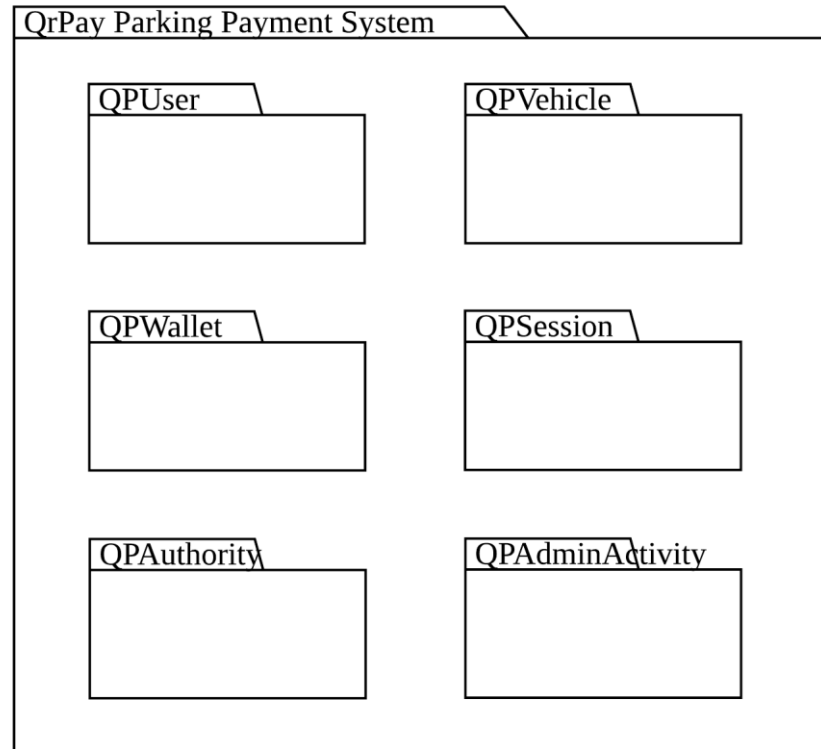 QrPay Parking Payment System
QPUser
QPVehicle
QPWallet
QPSession
QPAuthority
QPAdminActivity